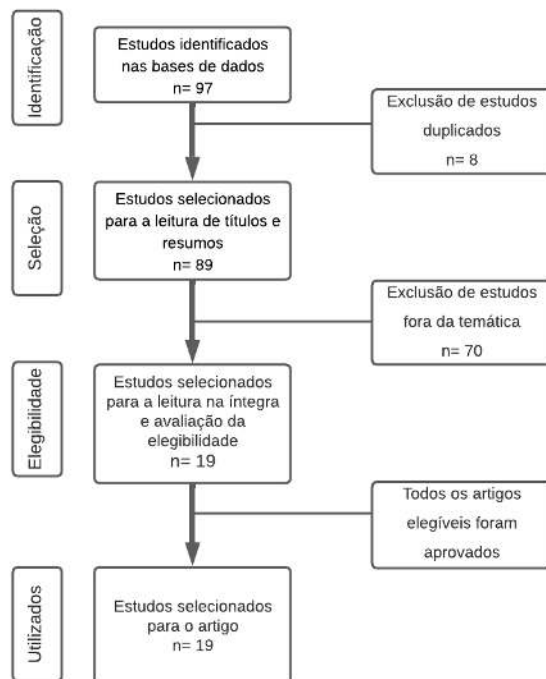 Identificação
Estudos identificados
nas bases de dados
n= 97
Exclusão de estudos
duplicados
n= 8
Seleção
Estudos selecionados
para a leitura de títulos e
resumos
n= 89
Exclusão de estudos
fora da temática
n= 70
Elegibilidade
Estudos selecionados
para a leitura na íntegra
e avaliação da
elegibilidade
n= 19
Todos os artigos
elegíveis foram
aprovados
Utilizados
Estudos selecionados
para o artigo
n= 19